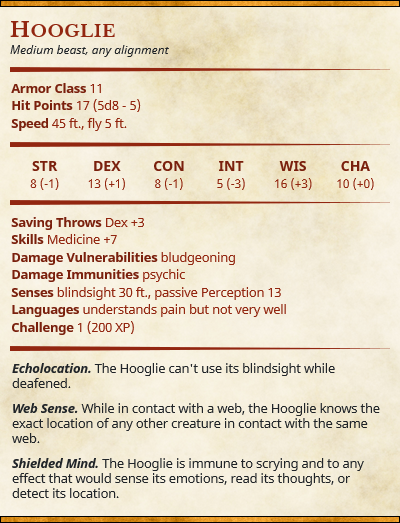 HOOGLIE
Medium beast, any alignment
Armor Class 11
Hit Points 17 (5d8 - 5)
Speed 45 ft., fly 5 ft.
STR DEX CON INT WIS CHA
8 (-1) 13 (+1) 8 (-1) 5 (-3) 16 (+3) 10 (+0)
Saving Throws Dex +3
Skills Medicine +7
Damage Vulnerabilities bludgeoning
Damage Immunities psychic
Senses blindsight 30 ft., passive Perception 13
Languages understands pain but not very well
Challenge 1 (200 XP)
Echolocation. The Hooglie can't use its blindsight while
deafened.
Web Sense. While in contact with a web, the Hooglie knows the
exact location of any other creature in contact with the same
web.
Shielded Mind. The Hooglie is immune to scrying and to any
effect that would sense its emotions, read its thoughts, or
detect its location.